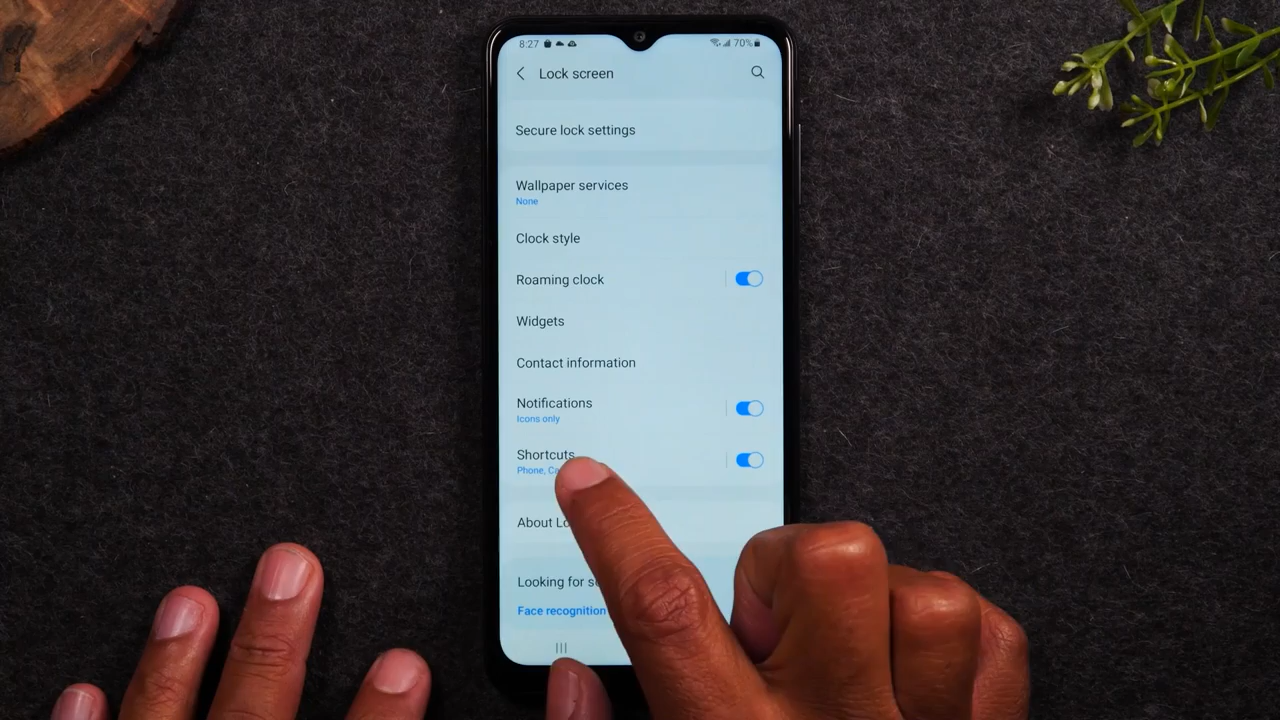 8:27 70%
Lock screen
Secure lock settings
Wallpaper services
None
Clock style
Roaming clock
Widgets
Contact information
Notifications
Icons only
Shortcuts
Phone,
About
Looking for
Face recognition